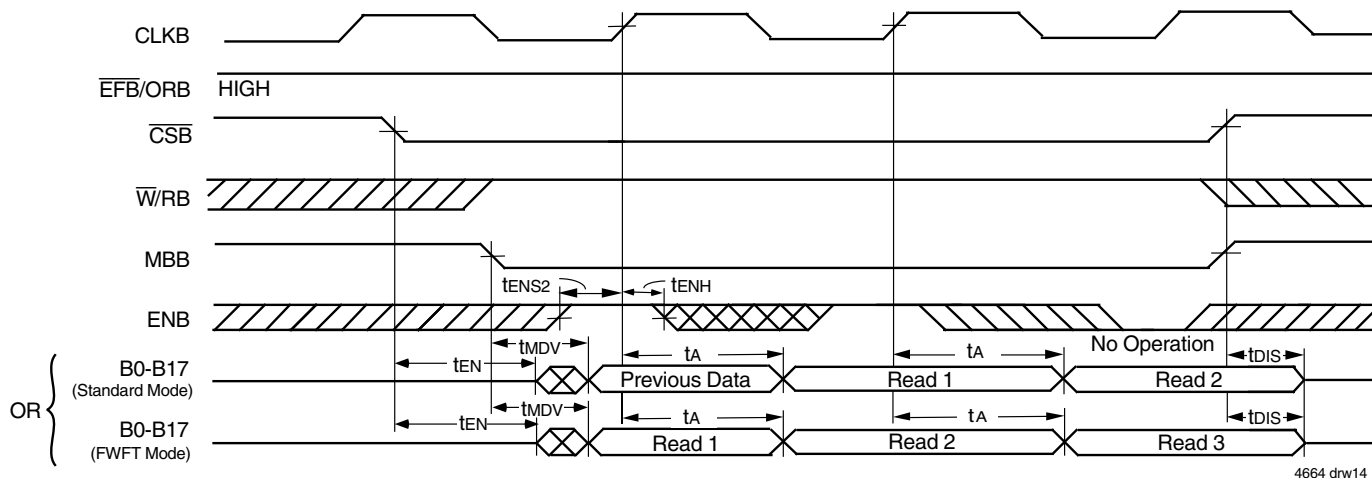 CLKB
EFB/ORB HIGH
CSB
W/RB
MBB
tENS2 tENH
ENB
No Operation
tMDV tA tA tDIS
tEN
B0-B17
(Standard Mode)
Previous Data Read 1 Read 2
OR
tMDV tA tA tDIS
tEN
B0-B17
(FWFT Mode)
Read 1 Read 2 Read 3
4664 drw14